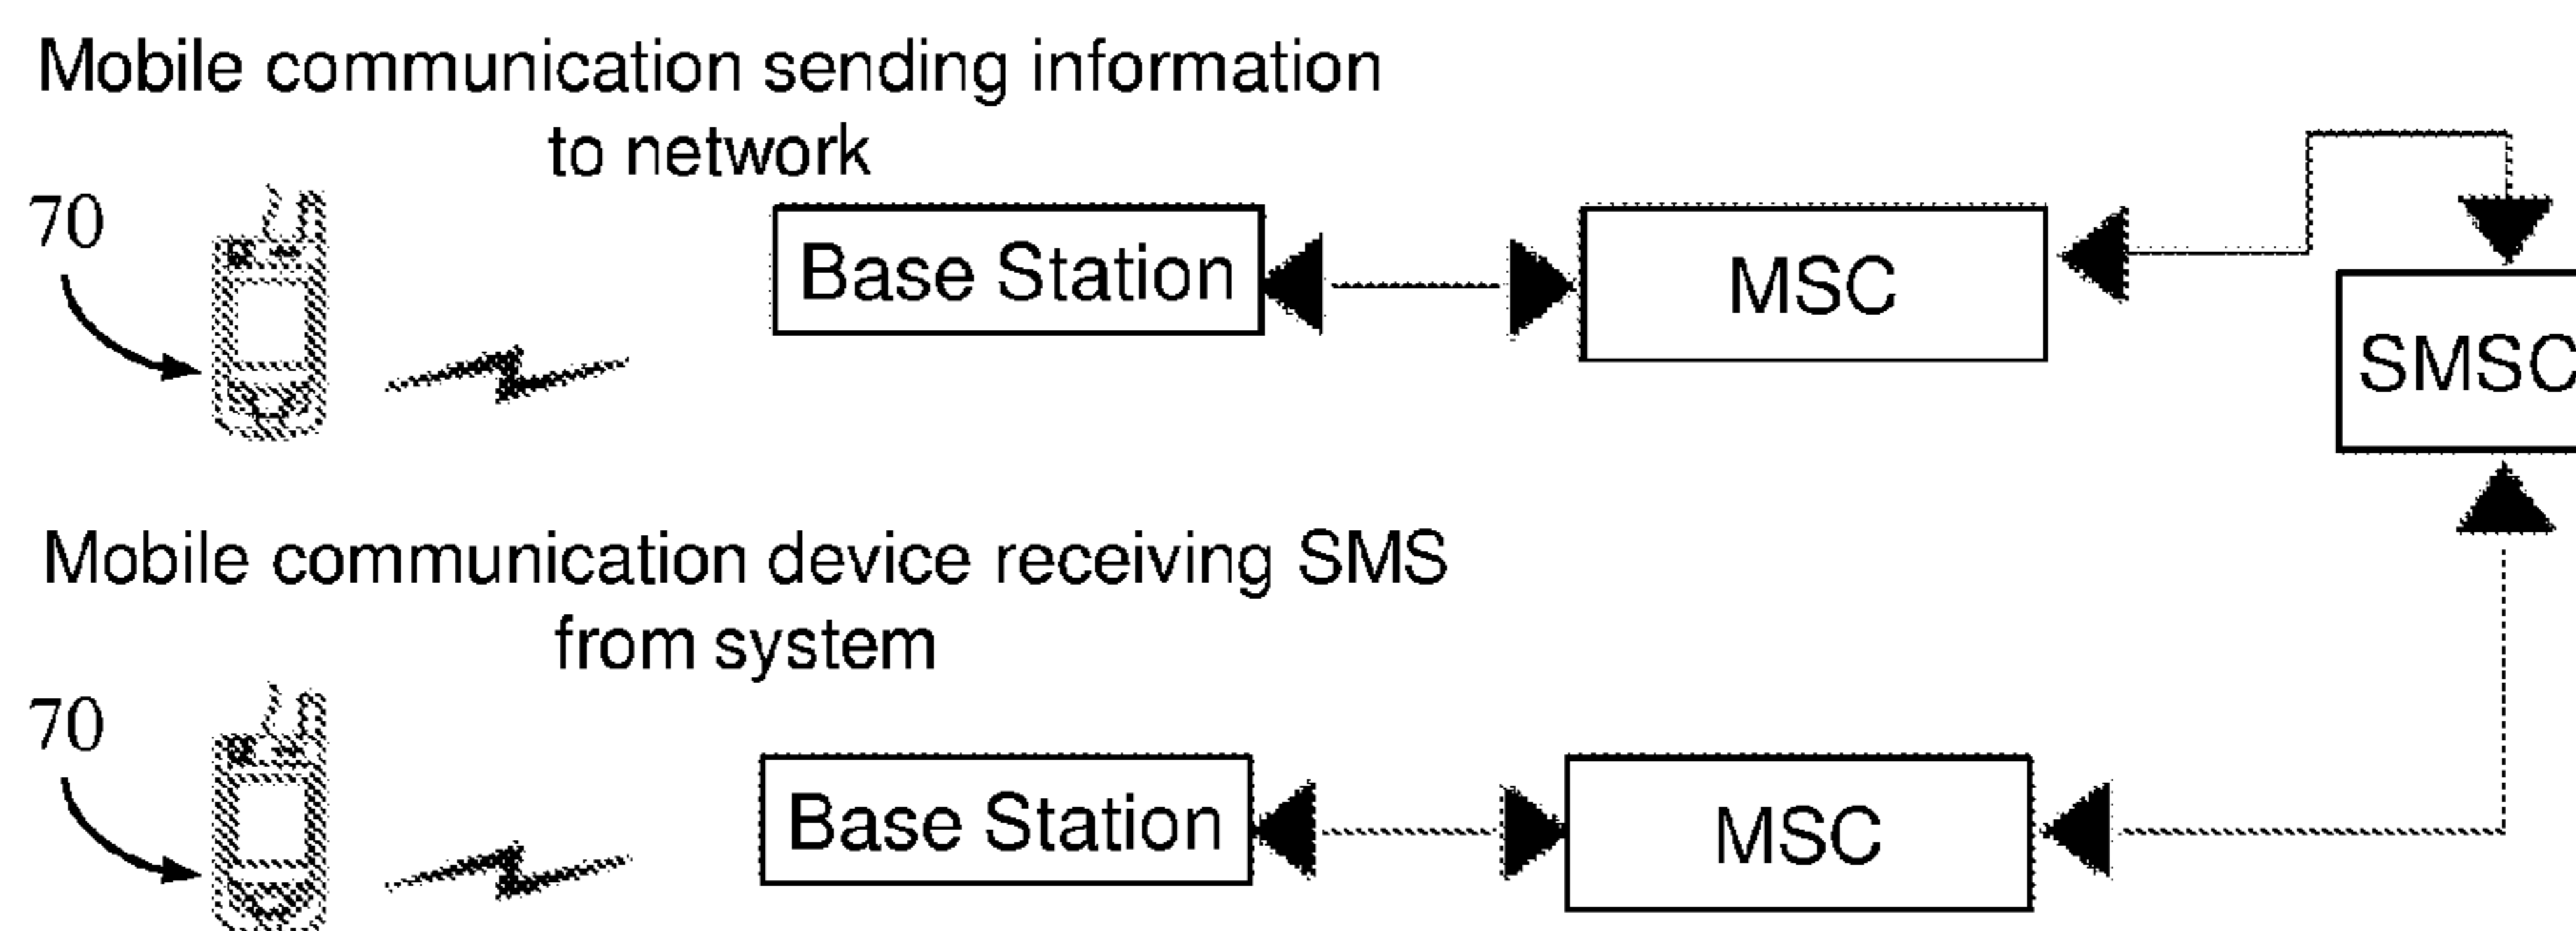 Mobile communication sending information
to network
70
Base Station
MSC
SMSC
Mobile communication device receiving SMS
from system
70
Base Station
MSC